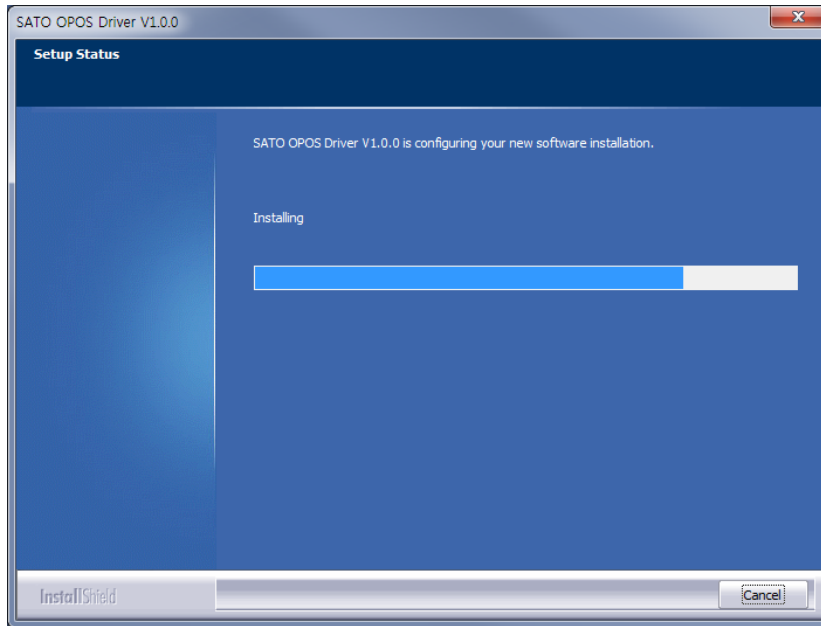 SATO OPOS Driver V1.0.0
Setup Status
SATO OPOS Driver V1.0.0 is configuring your new software installation.
Installing
InstallShield
Cancel